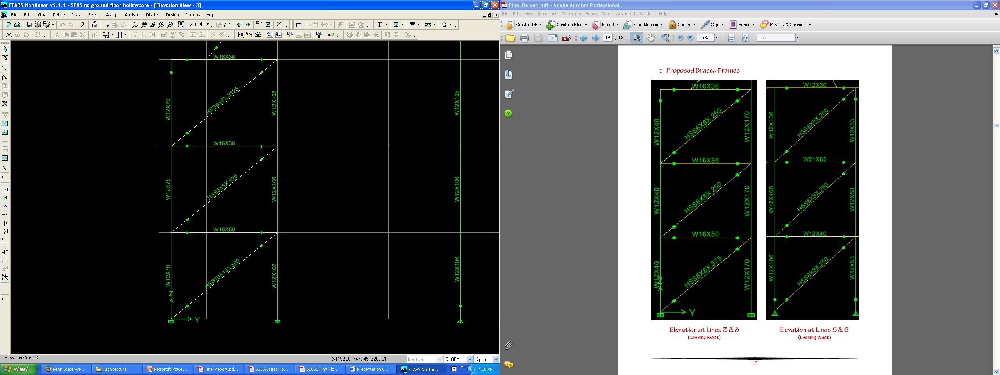 ETABS Nonlinear v9.1.1 - SEAS no ground floor hollowcore - [Elevation View - 3]
File Edit View Define Draw Select Assign Analyze Display Design Options Help
3-d
all
ps
clr
W16X36
HSS8X8X.3125
W12X79
W12X106
W12X106
W16X36
HSS8X8X.625
W12X79
W12X106
W12X106
W16X50
HSS10X10X.500
W12X79
W12X106
W12X106
Z
Y
Elevation View - 3
X1192.00 Y479.45 Z269.01
Inactive
GLOBAL
Kip-in
start
Penn State We...
Architectural
Microsoft Powe...
Final Report.pd...
S205A First Flo...
S205B First Flo...
Presentation O...
ETABS Nonline...
7:18 PM
Final Report.pdf - Adobe Acrobat Professional
File Edit View Document Comments Forms Tools Advanced Window Help
Create PDF
Combine Files
Export
Start Meeting
Secure
Sign
Forms
Review & Comment
19 / 82
75%
Find
Proposed Braced Frames
W16X36
HSS6X6X.250
W12X40
W12X170
W16X36
HSS8X8X.250
W12X40
W12X170
W16X50
HSS8X8X.375
W12X40
W12X170
Z
Y
W12X30
HSS8X8X.250
W12X106
W12X53
W21X62
HSS8X8X.250
W12X106
W12X53
W12X40
HSS8X8X.250
W12X106
W12X53
Elevation at Lines 3 & 8
(Looking West)
Elevation at Lines 5 & 6
(Looking West)
19